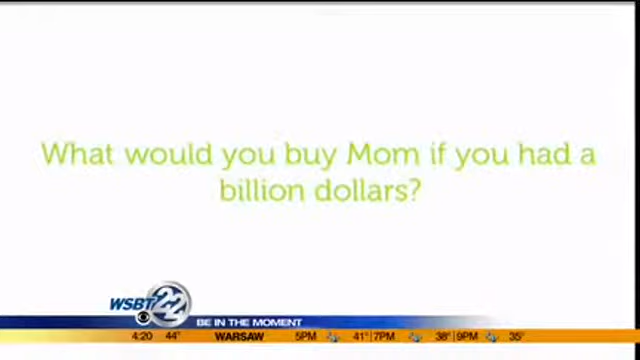 What would you buy Mom if you had a
billion dollars?
WSBT 22
BE IN THE MOMENT
4:20 44° WARSAW 5PM 41° 7PM 38° 9PM 35°